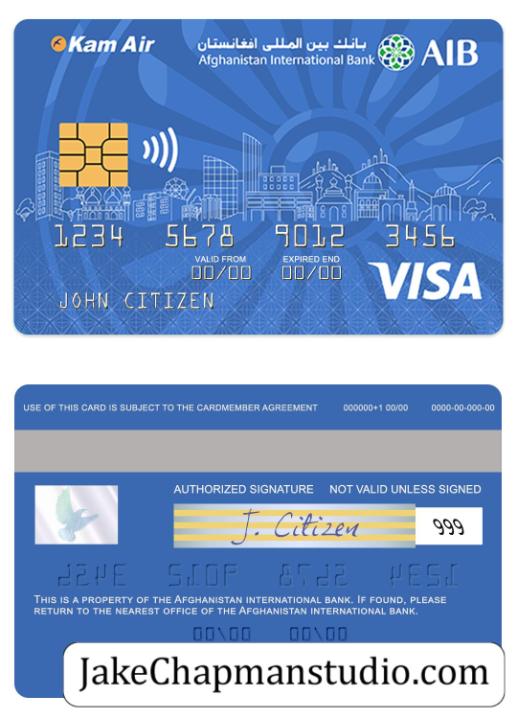 Kam Air
بانك بين المللى افغانستان
Afghanistan International Bank
AIB
1234 5678 9012 3456
VALID FROM EXPIRED END
00/00 00/00
VISA
JOHN CITIZEN
USE OF THIS CARD IS SUBJECT TO THE CARDMEMBER AGREEMENT 000000+1 00/00 0000-00-000-00
AUTHORIZED SIGNATURE NOT VALID UNLESS SIGNED
J. Citizen 999
THIS IS A PROPERTY OF THE AFGHANISTAN INTERNATIONAL BANK. IF FOUND, PLEASE
RETURN TO THE NEAREST OFFICE OF THE AFGHANISTAN INTERNATIONAL BANK.
00/00 00/00
JakeChapmanstudio.com